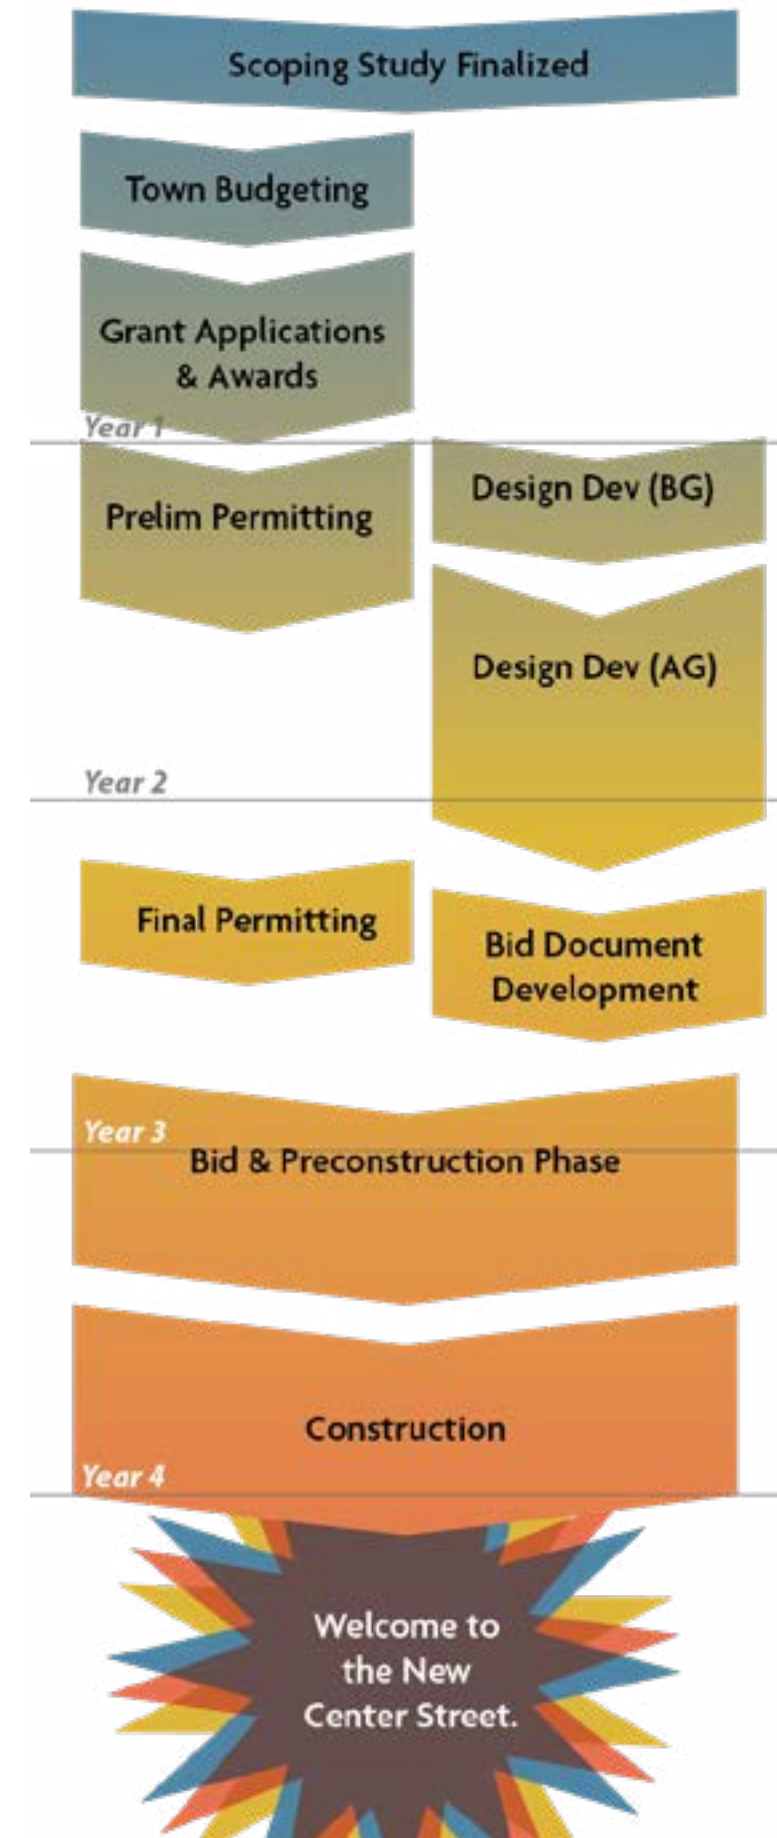 Scoping Study Finalized
Town Budgeting
Grant Applications
& Awards
Year 1
Prelim Permitting
Design Dev (BG)
Design Dev (AG)
Year 2
Final Permitting
Bid Document
Development
Year 3
Bid & Preconstruction Phase
Construction
Year 4
Welcome to
the New
Center Street.